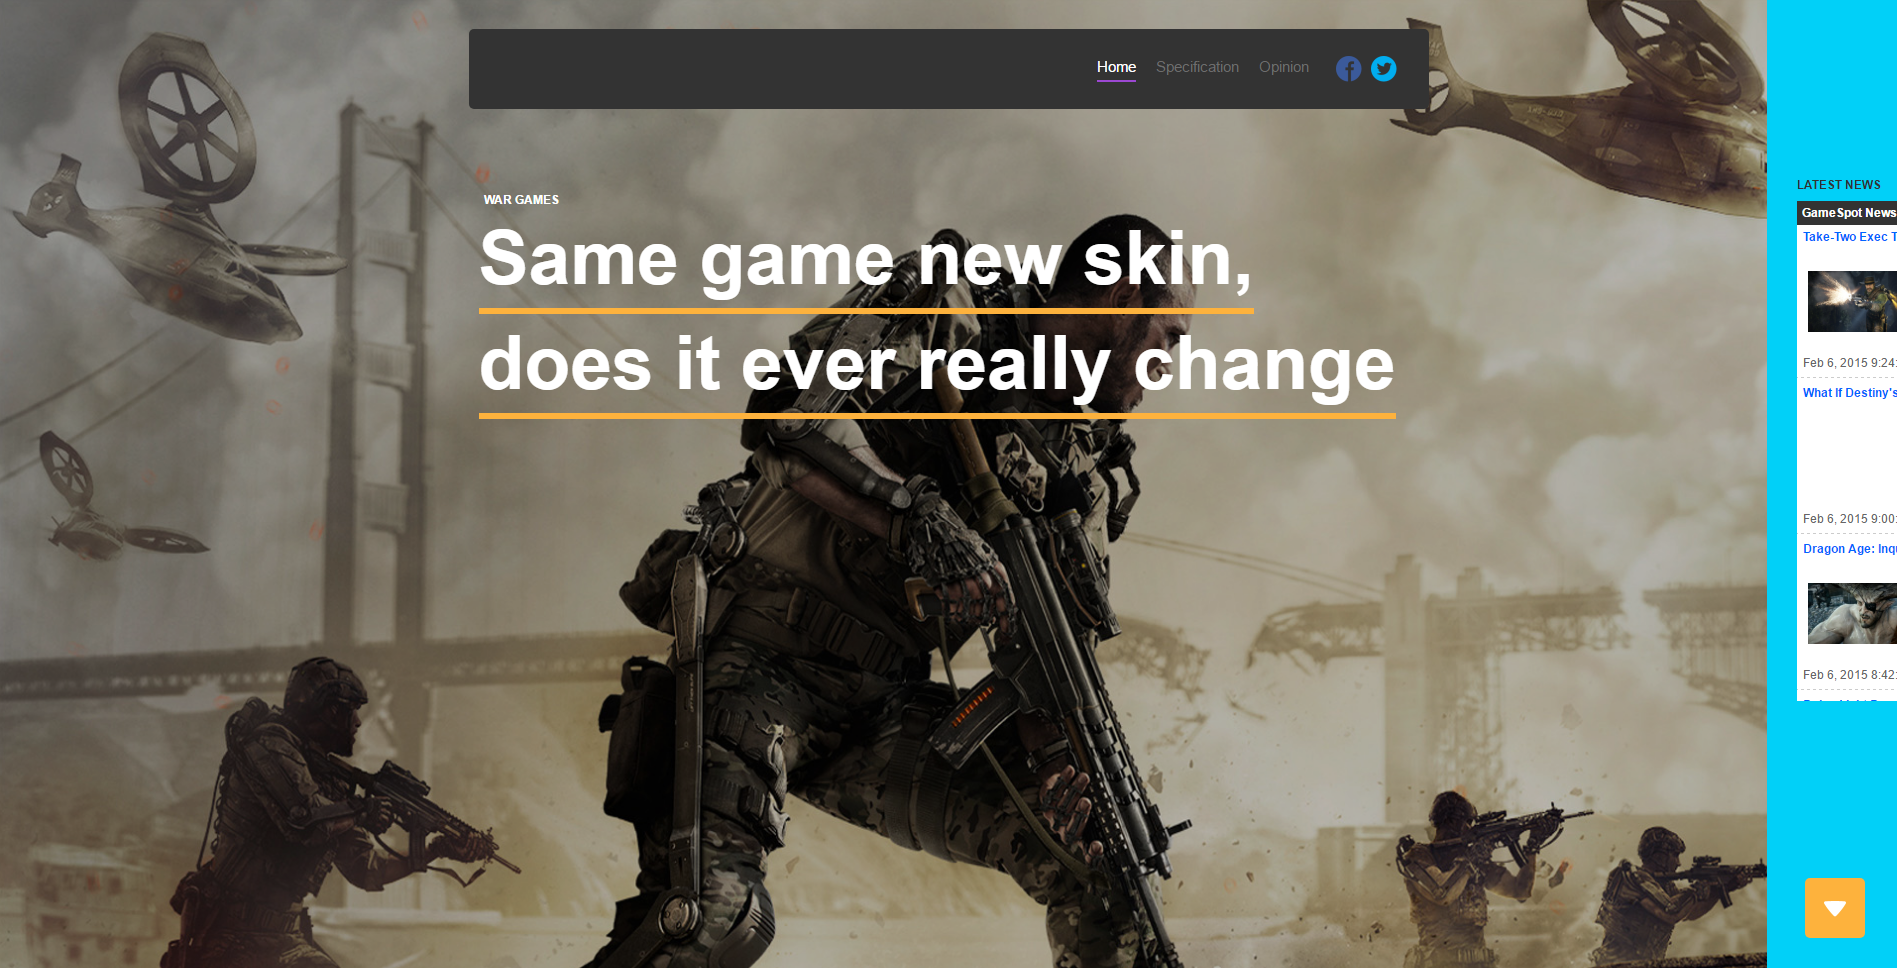 Home Specification Opinion
WAR GAMES
Same game new skin,
does it ever really change
LATEST NEWS
GameSpot News
Take-Two Exec T
Feb 6, 2015 9:24:
What If Destiny's
Feb 6, 2015 9:00:
Dragon Age: Inq
Feb 6, 2015 8:42: